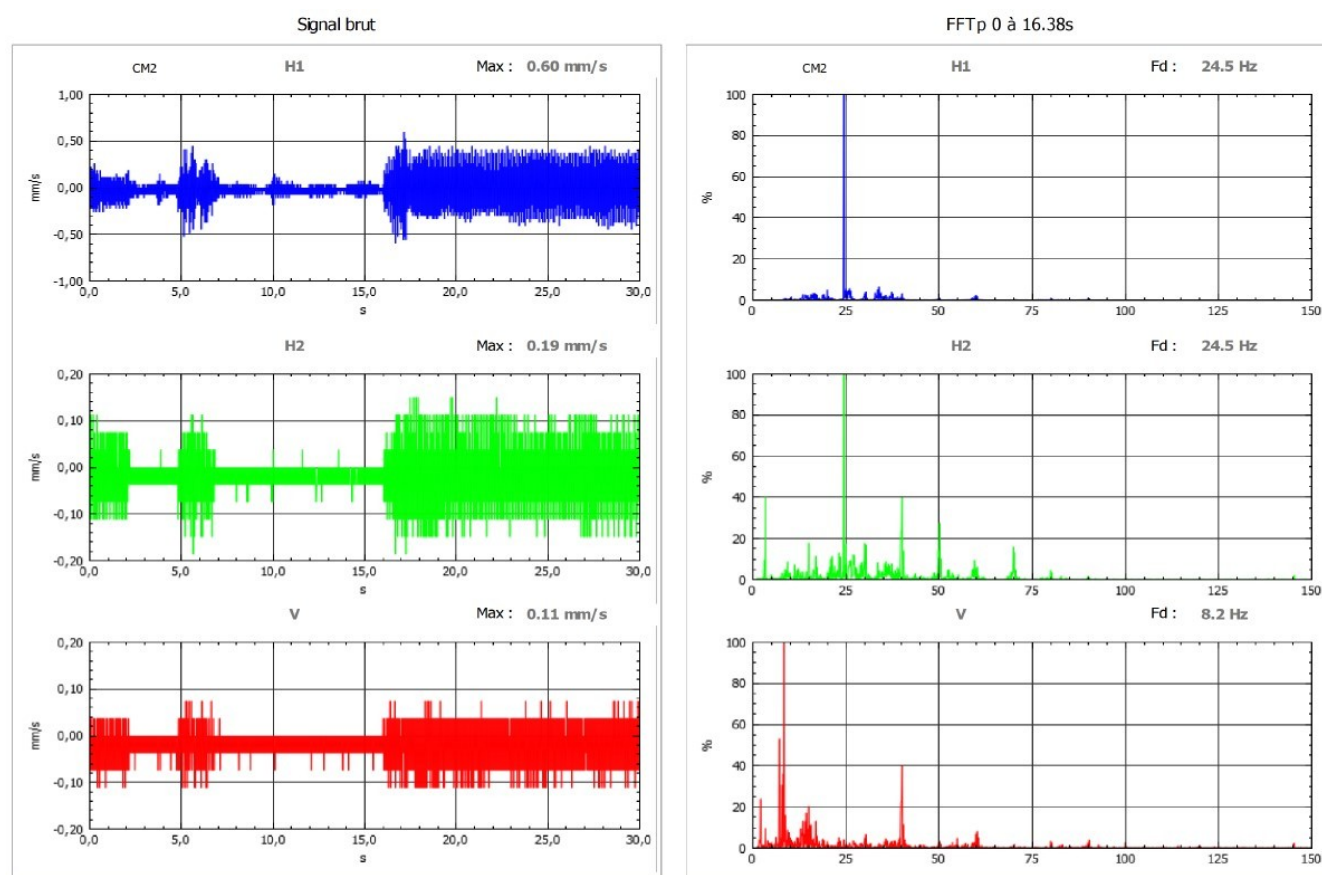 Signal brut
FFTp 0 à 16.38s
CM2 H1 Max : 0.60 mm/s
1,00
0,50
0,00
-0,50
-1,00
mm/s
0,0 5,0 10,0 15,0 20,0 25,0 30,0
s
CM2 H1 Fd : 24.5 Hz
100
80
60
40
20
0
%
0 25 50 75 100 125 150
H2 Max : 0.19 mm/s
0,20
0,10
0,00
-0,10
-0,20
mm/s
0,0 5,0 10,0 15,0 20,0 25,0 30,0
s
H2 Fd : 24.5 Hz
100
80
60
40
20
0
%
0 25 50 75 100 125 150
V Max : 0.11 mm/s
0,20
0,10
0,00
-0,10
-0,20
mm/s
0,0 5,0 10,0 15,0 20,0 25,0 30,0
s
V Fd : 8.2 Hz
100
80
60
40
20
0
%
0 25 50 75 100 125 150